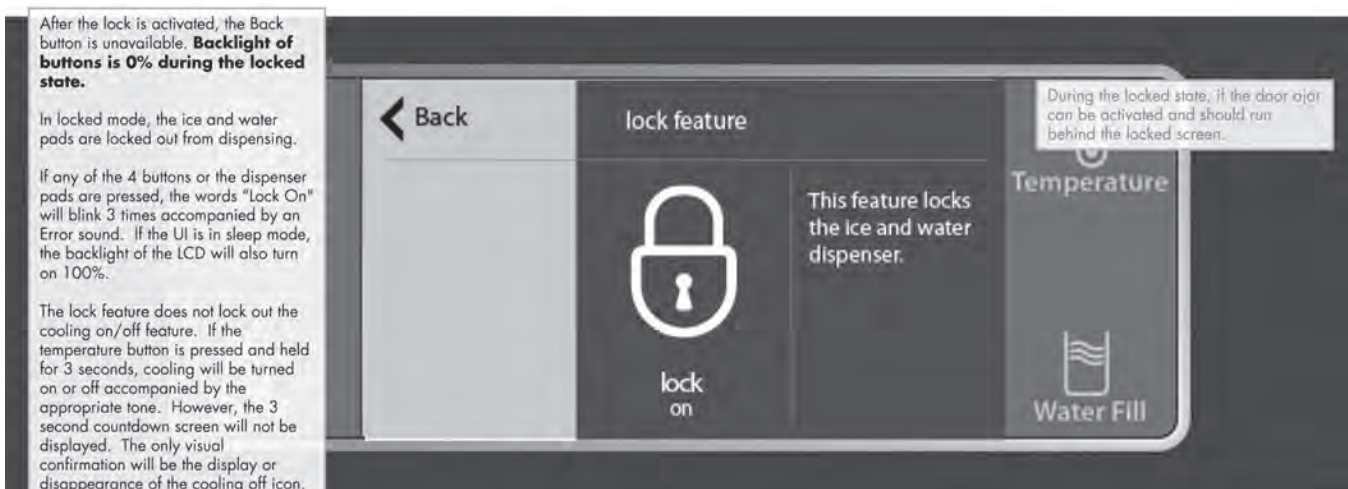 After the lock is activated, the Back
button is unavailable. Backlight of
buttons is 0% during the locked
state.
In locked mode, the ice and water
pads are locked out from dispensing.
If any of the 4 buttons or the dispenser
pads are pressed, the words "Lock On"
will blink 3 times accompanied by an
Error sound. If the UI is in sleep mode,
the backlight of the LCD will also turn
on 100%.
The lock feature does not lock out the
cooling on/off feature. If the
temperature button is pressed and held
for 3 seconds, cooling will be turned
on or off accompanied by the
appropriate tone. However, the 3
second countdown screen will not be
displayed. The only visual
confirmation will be the display or
disappearance of the cooling off icon.
Back
lock feature
This feature locks
the ice and water
dispenser.
lock
on
During the locked state, if the door ajar
can be activated and should run
behind the locked screen.
Temperature
Water Fill